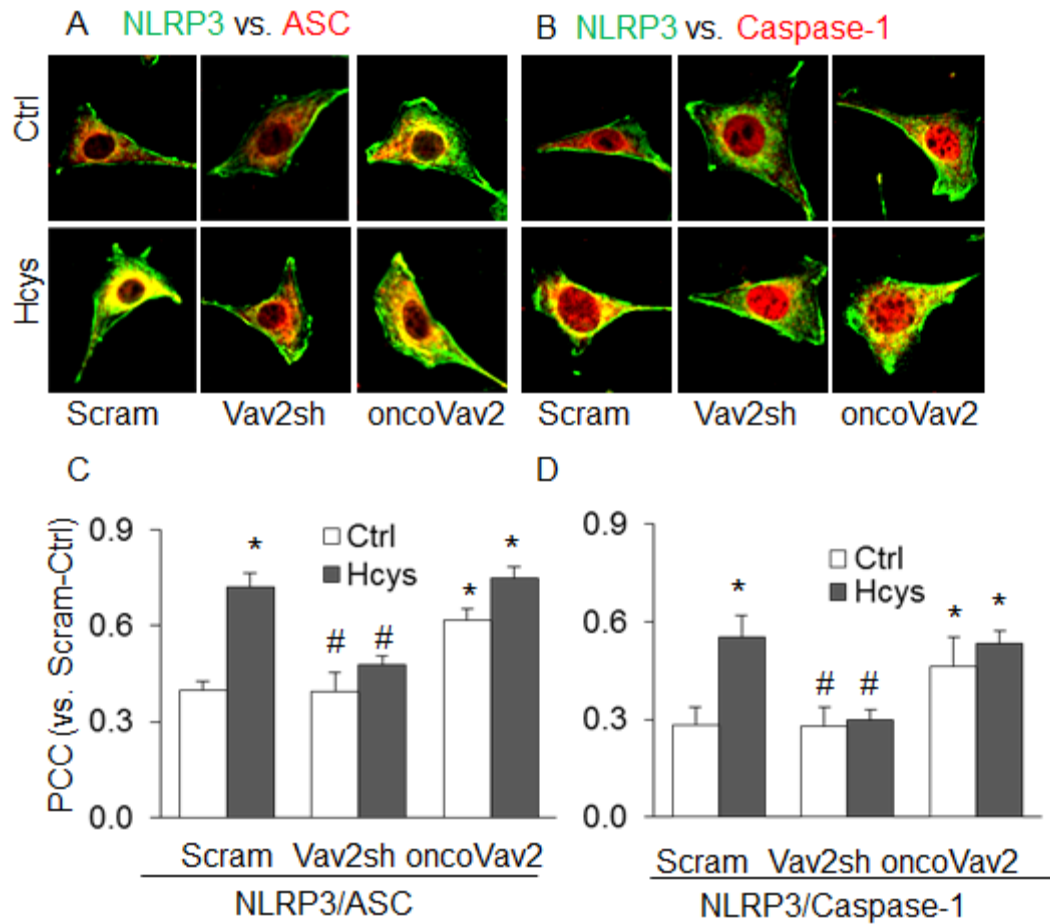 A NLRP3 vs. ASC
B NLRP3 vs. Caspase-1
Ctrl
Hcys
Scram Vav2sh oncoVav2
Scram Vav2sh oncoVav2
C
PCC (vs. Scram-Ctrl)
0.9
0.6
0.3
0.0
Ctrl
Hcys
*
# #
* *
Scram Vav2sh oncoVav2
NLRP3/ASC
D
0.9
0.6
0.3
0.0
Ctrl
Hcys
*
# #
* *
Scram Vav2sh oncoVav2
NLRP3/Caspase-1